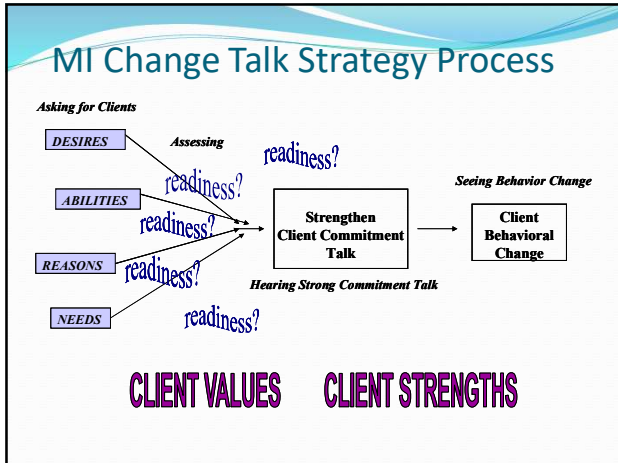 MI Change Talk Strategy Process
Asking for Clients
DESIRES
Assessing
readiness?
readiness?
Seeing Behavior Change
ABILITIES
readiness?
Strengthen
Client Commitment
Talk
Client
Behavioral
Change
REASONS
readiness?
Hearing Strong Commitment Talk
NEEDS
readiness?
CLIENT VALUES
CLIENT STRENGTHS